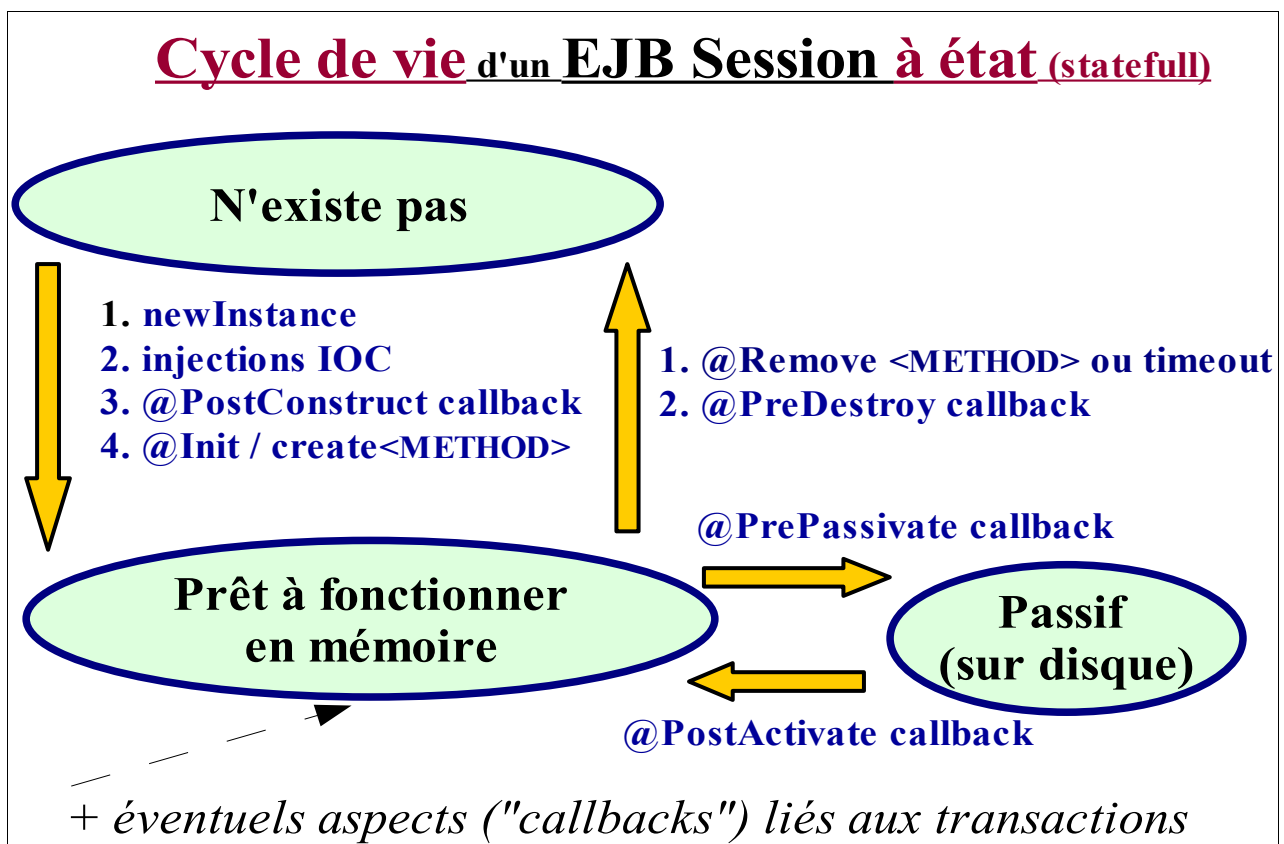 Cycle de vie d'un EJB Session à état (statefull)
N'existe pas
1. newInstance
2. injections IOC
3. @PostConstruct callback
4. @Init / create<METHOD>
1. @Remove <METHOD> ou timeout
2. @PreDestroy callback
@PrePassivate callback
Prêt à fonctionner
en mémoire
Passif
(sur disque)
@PostActivate callback
+ éventuels aspects ("callbacks") liés aux transactions